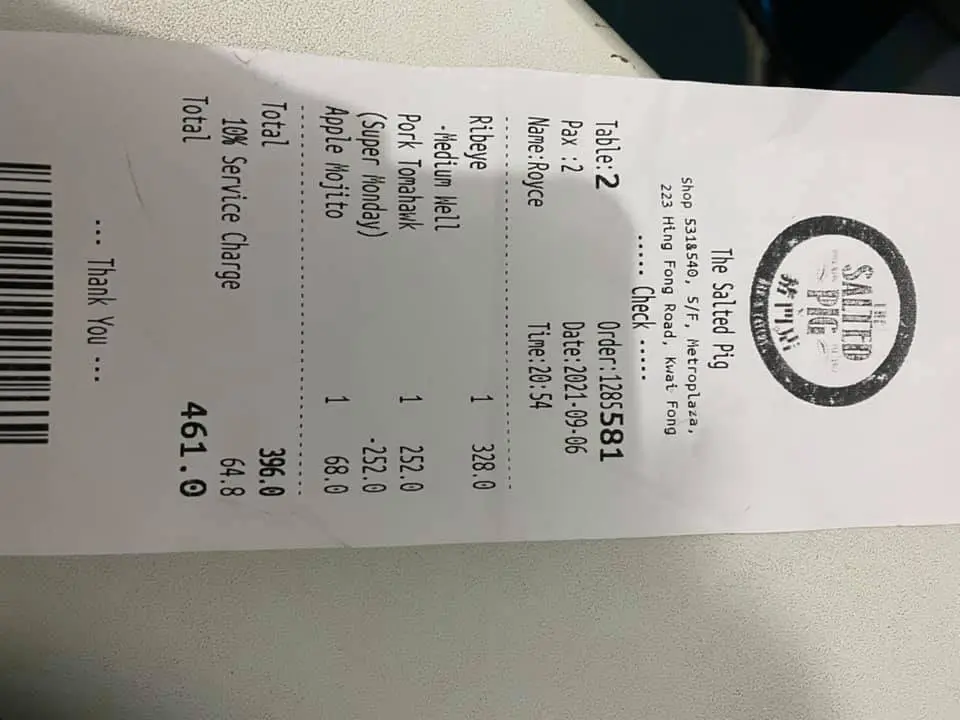 THE
SALTED
PIG
The Salted Pig
Shop 531&540, 5/F, Metroplaza,
223 Hing Fong Road, Kwai Fong
..... Check .....
Table:2 Order:1285581
Pax :2 Date:2021-09-06
Name:Royce Time:20:54
Ribeye 1 328.0
-Medium Well
Pork Tomahawk 1 252.0
(Super Monday) -252.0
Apple Mojito 1 68.0
Total 396.0
10% Service Charge 64.8
Total 461.0
... Thank You ...